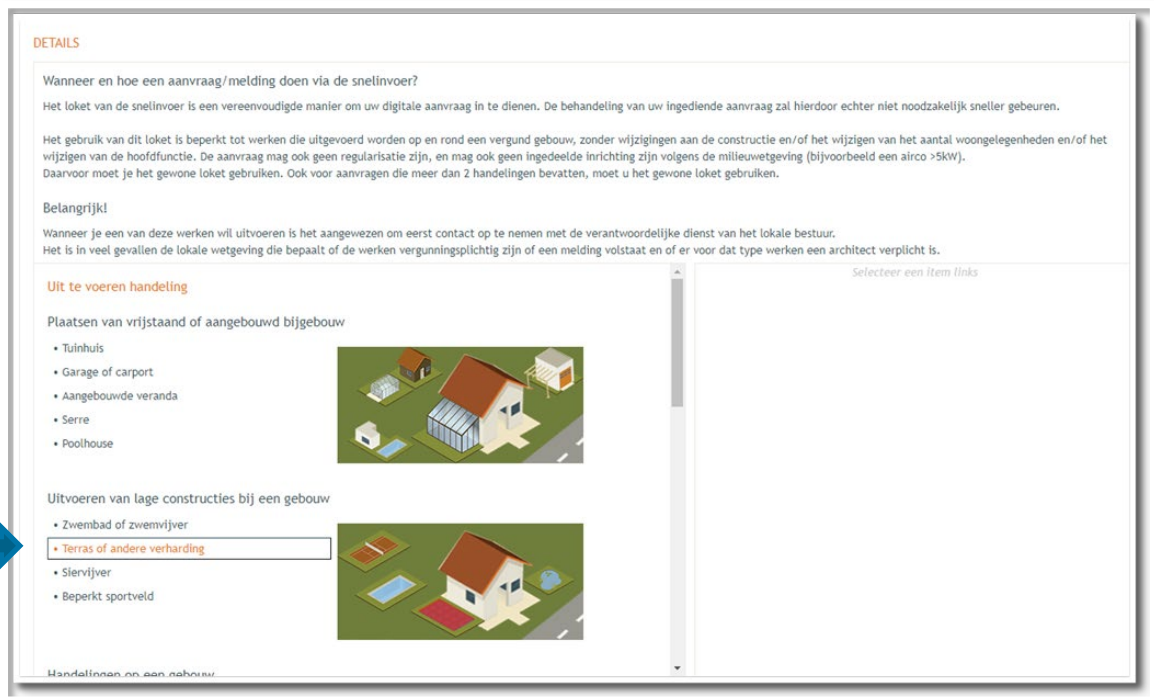 DETAILS
Wanneer en hoe een aanvraag/melding doen via de snelinvoer?
Het loket van de snelinvoer is een vereenvoudigde manier om uw digitale aanvraag in te dienen. De behandeling van uw ingediende aanvraag zal hierdoor echter niet noodzakelijk sneller gebeuren.
Het gebruik van dit loket is beperkt tot werken die uitgevoerd worden op en rond een vergund gebouw, zonder wijzigingen aan de constructie en/of het wijzigen van het aantal woongelegenheden en/of het
wijzigen van de hoofdfunctie. De aanvraag mag ook geen regularisatie zijn, en mag ook geen ingedeelde inrichting zijn volgens de milieuwetgeving (bijvoorbeeld een airco >5kW).
Daarvoor moet je het gewone loket gebruiken. Ook voor aanvragen die meer dan 2 handelingen bevatten, moet u het gewone loket gebruiken.
Belangrijk!
Wanneer je een van deze werken wil uitvoeren is het aangewezen om eerst contact op te nemen met de verantwoordelijke dienst van het lokale bestuur.
Het is in veel gevallen de lokale wetgeving die bepaalt of de werken vergunningsplichtig zijn of een melding volstaat en of er voor dat type werken een architect verplicht is.
Uit te voeren handeling
Plaatsen van vrijstaand of aangebouwd bijgebouw
• Tuinhuis
• Garage of carport
• Aangebouwde veranda
• Serre
• Poolhouse
Uitvoeren van lage constructies bij een gebouw
• Zwembad of zwemvijver
• Terras of andere verharding
• Siervijver
• Beperkt sportveld
Handelingen op een gebouw
Selecteer een item links